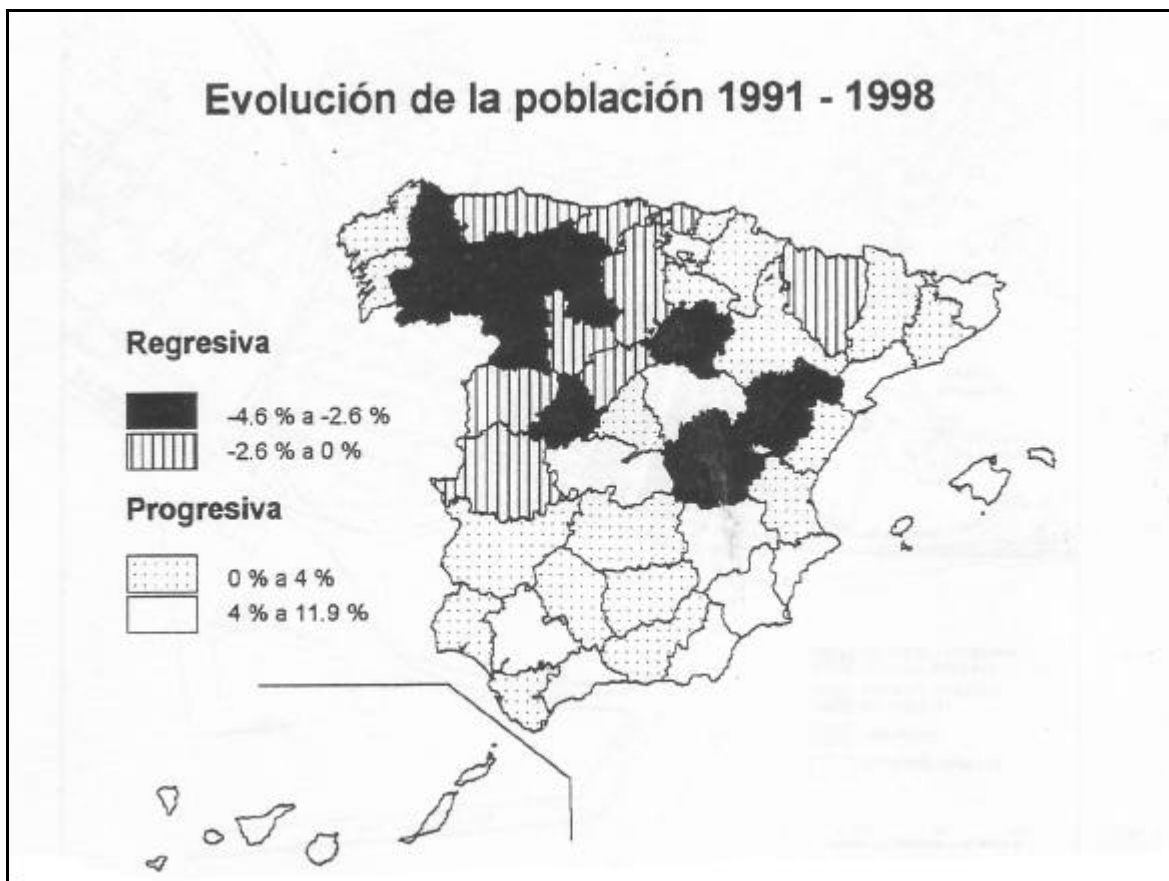 Evolución de la población 1991 - 1998
Regresiva
-4.6 % a -2.6 %
-2.6 % a 0 %
Progresiva
0 % a 4 %
4 % a 11.9 %